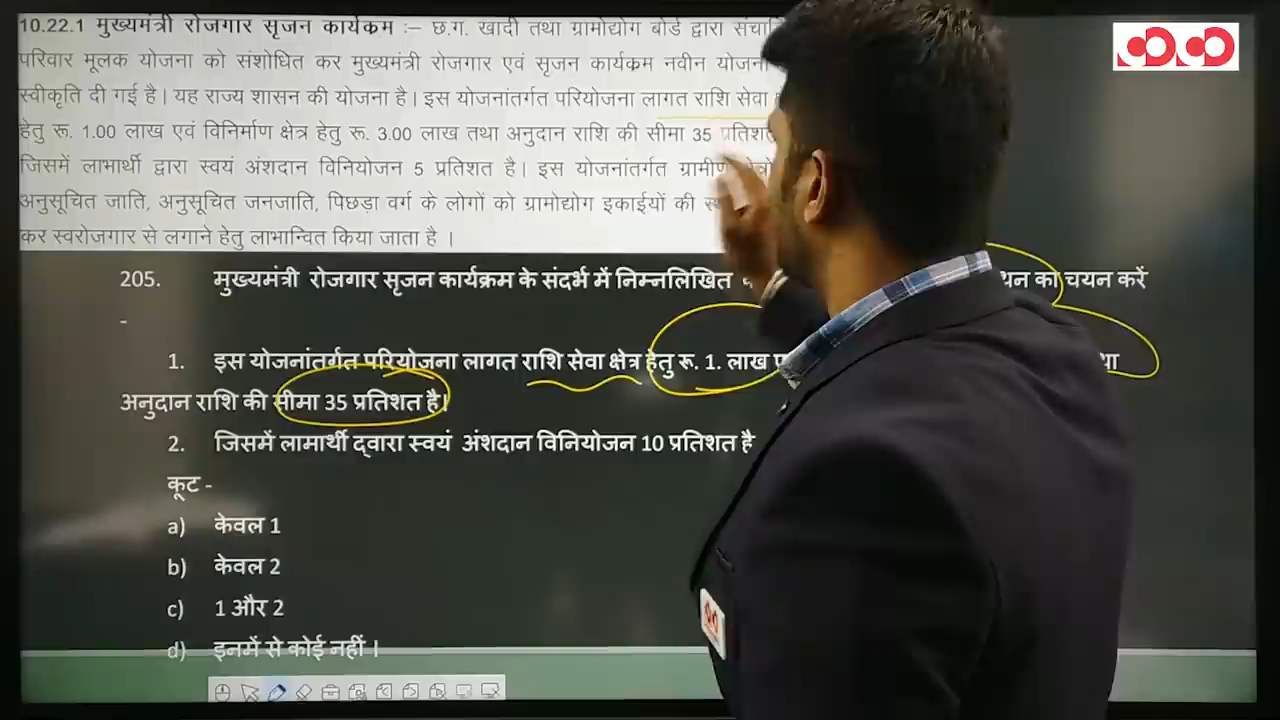 10.22.1 मुख्यमंत्री रोजगार सृजन कार्यक्रम :– छ.ग. खादी तथा ग्रामोद्योग बोर्ड द्वारा
परिवार मूलक योजना को संशोधित कर मुख्यमंत्री रोजगार एवं सृजन कार्यक्रम नवीन योजना
स्वीकृति दी गई है। यह राज्य शासन की योजना है। इस योजनांतर्गत परियोजना लागत राशि सेवा
हेतु रू. 1.00 लाख एवं विनिर्माण क्षेत्र हेतु रू. 3.00 लाख तथा अनुदान राशि की सीमा 35 प्रतिशत
जिसमें लाभार्थी द्वारा स्वयं अंशदान विनियोजन 5 प्रतिशत है। इस योजनांतर्गत ग्रामीण
अनुसूचित जाति, अनुसूचित जनजाति, पिछड़ा वर्ग के लोगों को ग्रामोद्योग इकाईयों की
कर स्वरोजगार से लगाने हेतु लाभान्वित किया जाता है ।
205. मुख्यमंत्री रोजगार सृजन कार्यक्रम के संदर्भ में निम्नलिखित का चयन करें
-
1. इस योजनांतर्गत परियोजना लागत राशि सेवा क्षेत्र हेतु रू. 1. लाख
अनुदान राशि की सीमा 35 प्रतिशत है।
2. जिसमें लामार्थी द्वारा स्वयं अंशदान विनियोजन 10 प्रतिशत है
कूट -
a) केवल 1
b) केवल 2
c) 1 और 2
d) इनमें से कोई नहीं ।